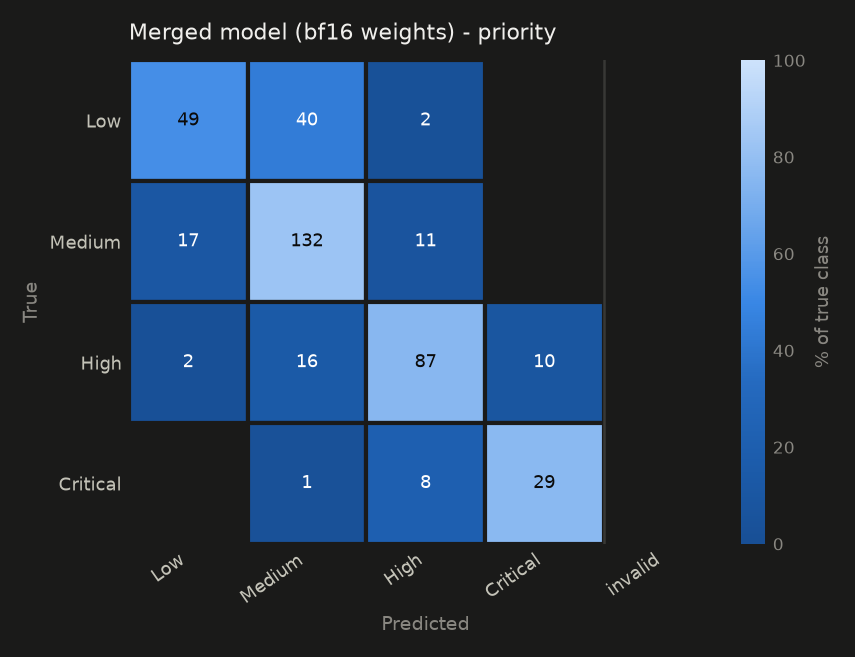 Merged model (bf16 weights) - priority
Low 49 40 2
Medium 17 132 11
High 2 16 87 10
Critical 1 8 29
True
Low Medium High Critical invalid
Predicted
100
80
60
40
20
0
% of true class